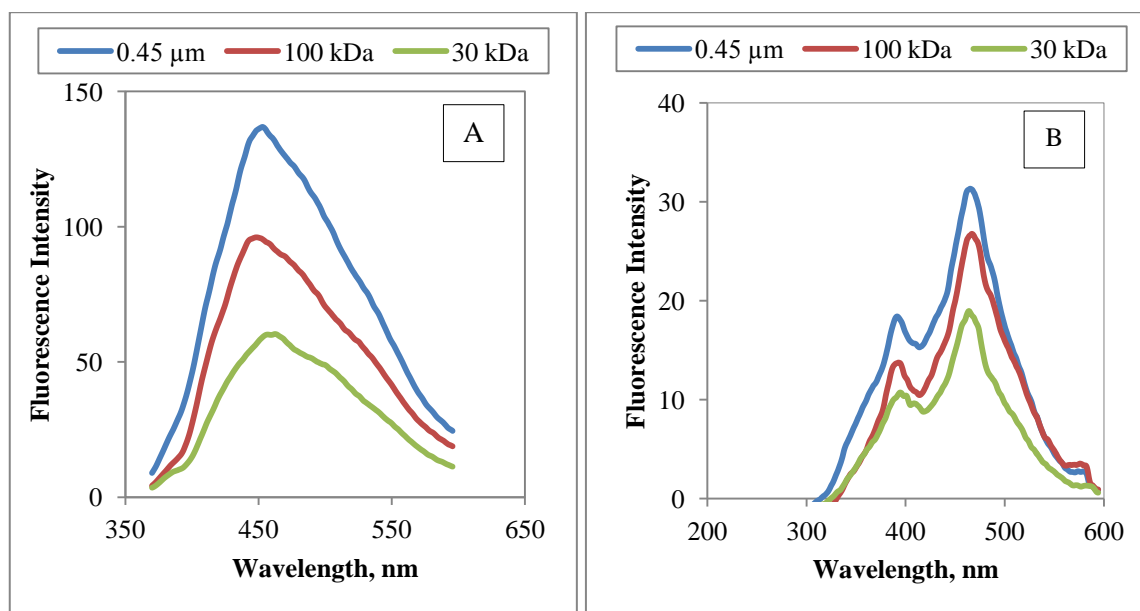 0.45 µm 100 kDa 30 kDa
A
Fluorescence Intensity
150
100
50
0
350 450 550 650
Wavelength, nm
0.45 µm 100 kDa 30 kDa
B
Fluorescence Intensity
40
30
20
10
0
200 300 400 500 600
Wavelength, nm